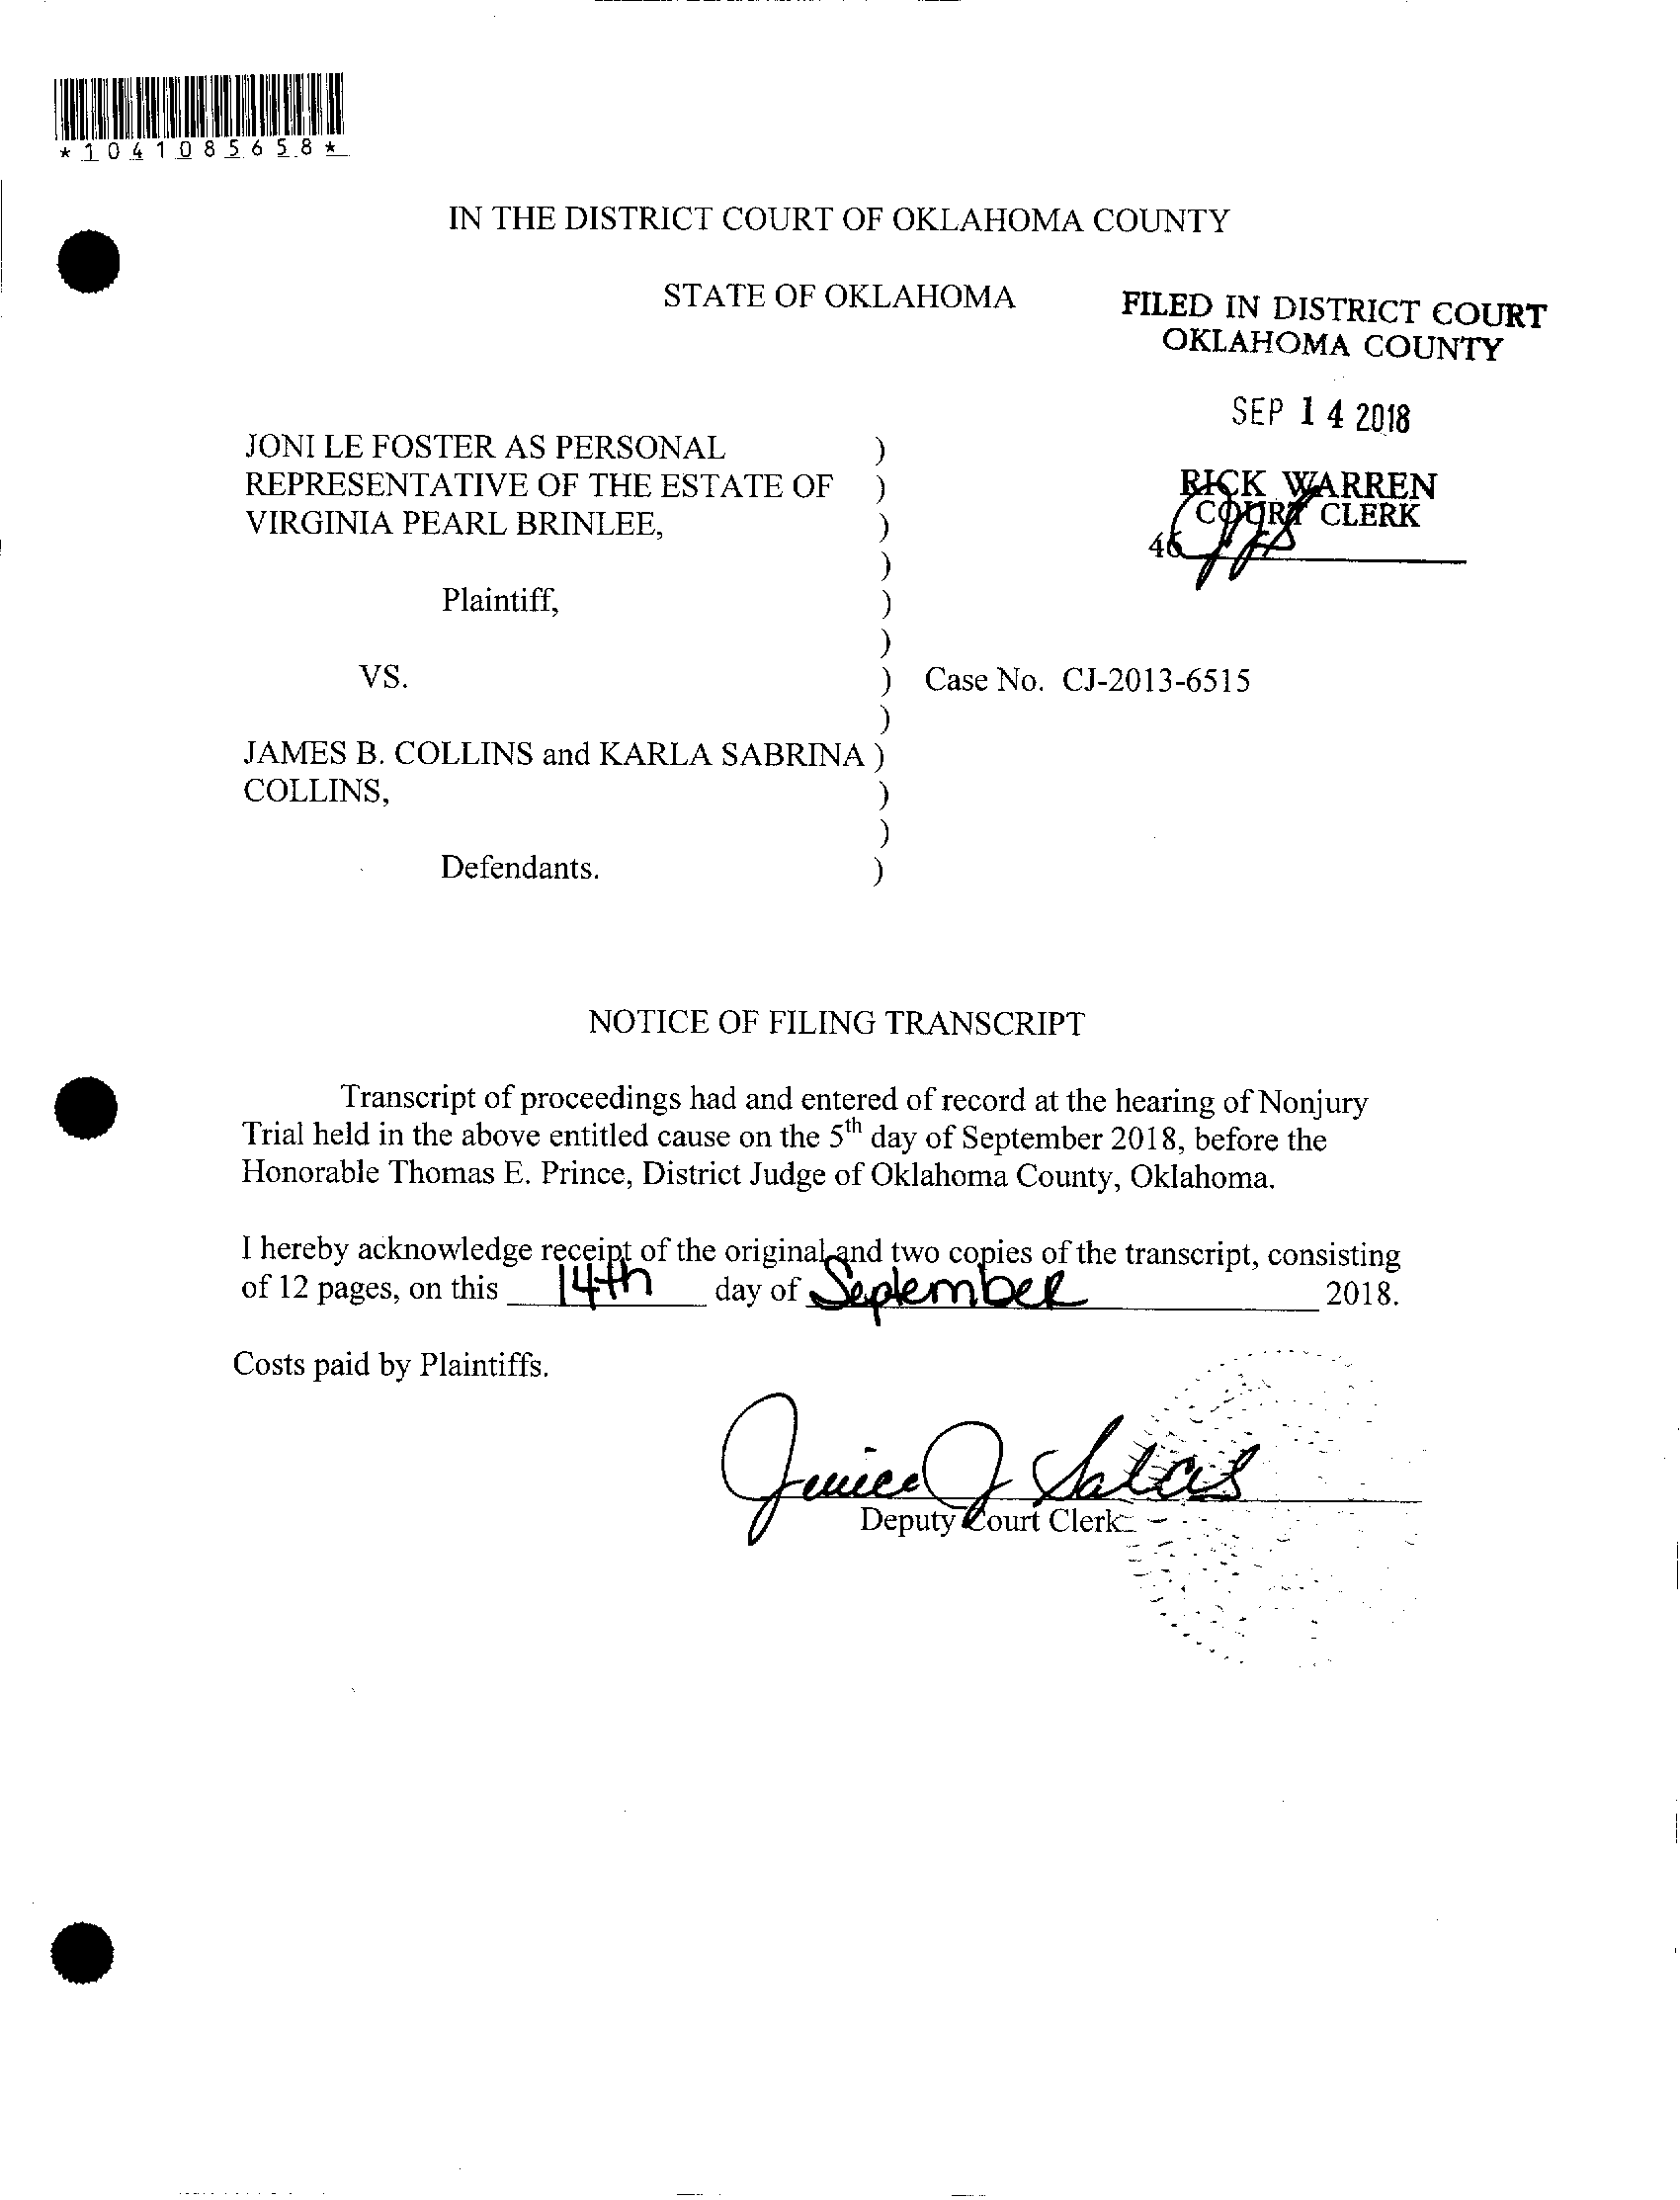 *1041085658*
IN THE DISTRICT COURT OF OKLAHOMA COUNTY
STATE OF OKLAHOMA
FILED IN DISTRICT COURT
OKLAHOMA COUNTY
SEP 14 2018
RICK WARREN
COURT CLERK
46
JONI LE FOSTER AS PERSONAL )
REPRESENTATIVE OF THE ESTATE OF )
VIRGINIA PEARL BRINLEE, )
)
Plaintiff, )
)
VS. ) Case No. CJ-2013-6515
)
JAMES B. COLLINS and KARLA SABRINA )
COLLINS, )
)
Defendants. )
NOTICE OF FILING TRANSCRIPT
Transcript of proceedings had and entered of record at the hearing of Nonjury
Trial held in the above entitled cause on the 5th day of September 2018, before the
Honorable Thomas E. Prince, District Judge of Oklahoma County, Oklahoma.
I hereby acknowledge receipt of the original and two copies of the transcript, consisting
of 12 pages, on this 14th day of September 2018.
Costs paid by Plaintiffs.
Deputy Court Clerk